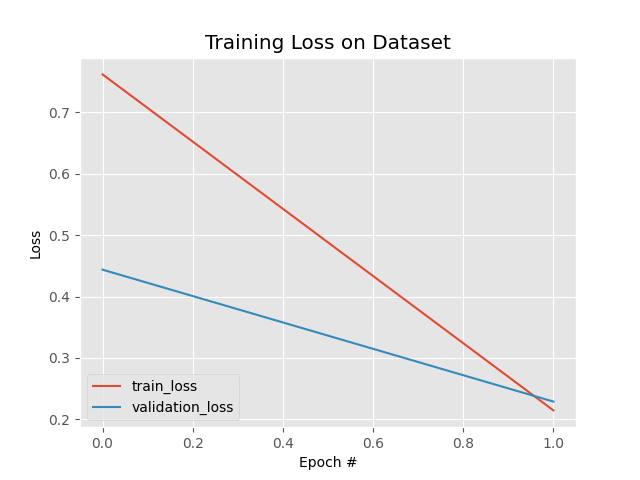 Training Loss on Dataset
0.7
0.6
0.5
0.4
0.3
0.2
Loss
train_loss
validation_loss
0.0 0.2 0.4 0.6 0.8 1.0
Epoch #